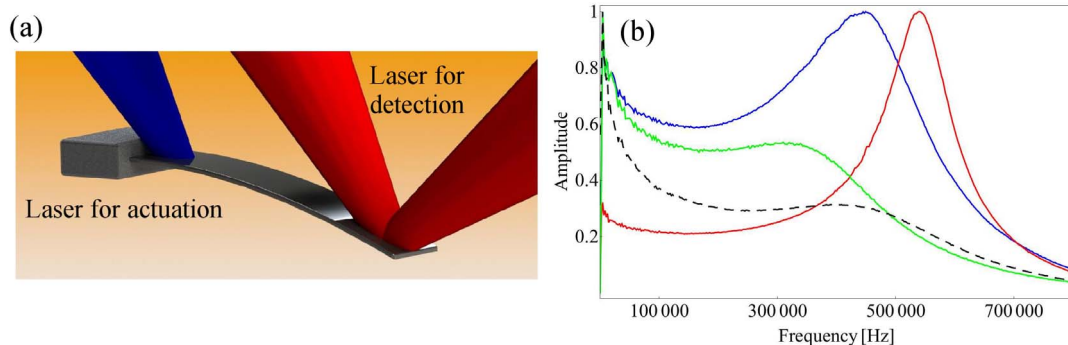 (a)
Laser for
detection
Laser for actuation
(b)
1
0.8
0.6
0.4
0.2
Amplitude
100 000
300 000
500 000
700 000
Frequency [Hz]